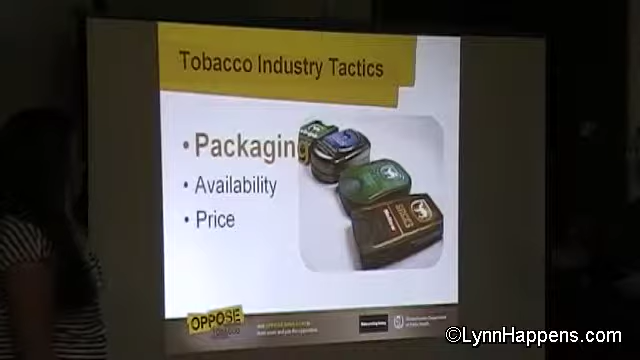 Tobacco Industry Tactics
• Packaging
• Availability
• Price
OPPOSE
©LynnHappens.com